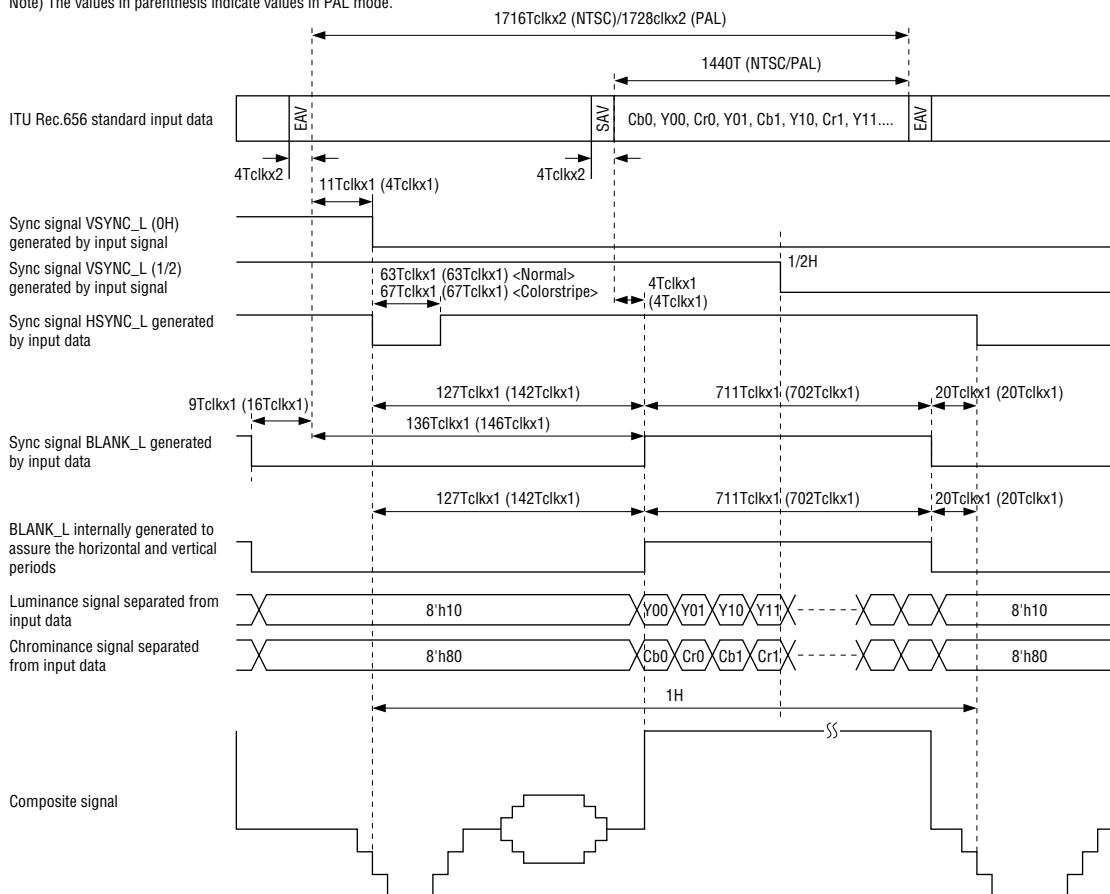 Note) The values in parenthesis indicate values in PAL mode.
1716Tclkx2 (NTSC)/1728clkx2 (PAL)
1440T (NTSC/PAL)
ITU Rec.656 standard input data
EAV
SAV
Cb0, Y00, Cr0, Y01, Cb1, Y10, Cr1, Y11....
EAV
4Tclkx2
4Tclkx2
11Tclkx1 (4Tclkx1)
Sync signal VSYNC_L (0H)
generated by input signal
Sync signal VSYNC_L (1/2)
generated by input signal
1/2H
63Tclkx1 (63Tclkx1) <Normal>
67Tclkx1 (67Tclkx1) <Colorstripe>
4Tclkx1
(4Tclkx1)
Sync signal HSYNC_L generated
by input data
127Tclkx1 (142Tclkx1)
711Tclkx1 (702Tclkx1)
20Tclkx1 (20Tclkx1)
9Tclkx1 (16Tclkx1)
136Tclkx1 (146Tclkx1)
Sync signal BLANK_L generated
by input data
127Tclkx1 (142Tclkx1)
711Tclkx1 (702Tclkx1)
20Tclkx1 (20Tclkx1)
BLANK_L internally generated to
assure the horizontal and vertical
periods
Luminance signal separated from
input data
8'h10
Y00
Y01
Y10
Y11
8'h10
Chrominance signal separated
from input data
8'h80
Cb0
Cr0
Cb1
Cr1
8'h80
1H
Composite signal